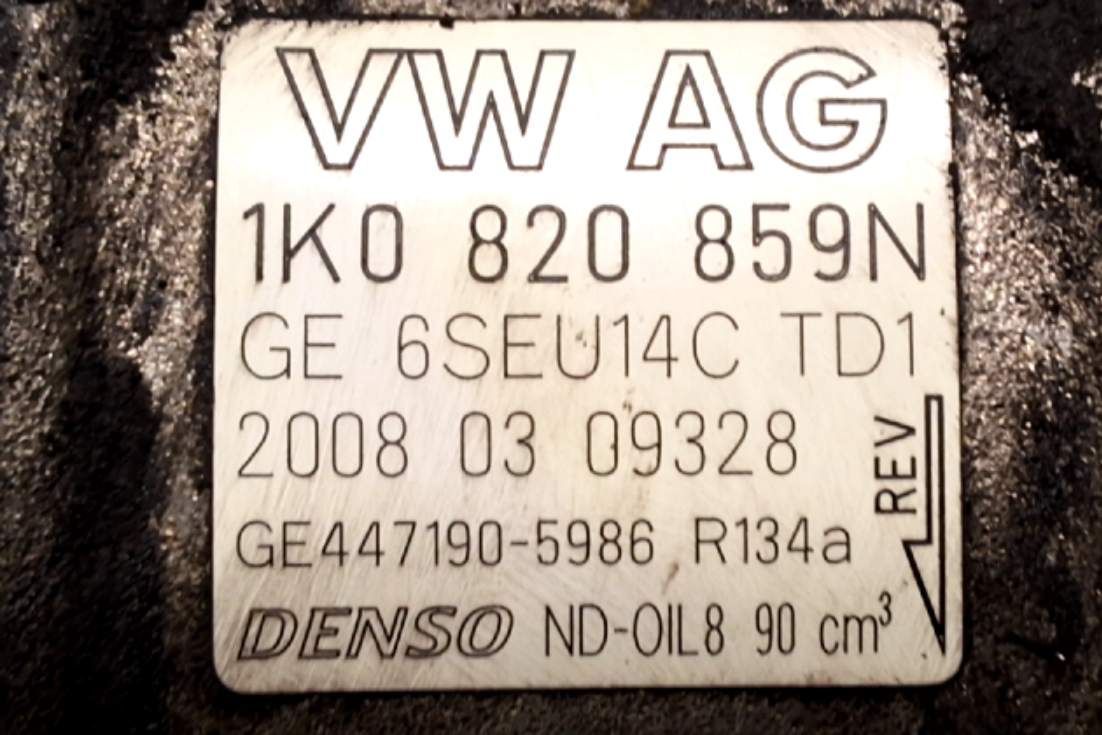 VW AG
1K0 820 859N
GE 6SEU14C TD1
2008 03 09328
REV
GE447190-5986 R134a
DENSO ND-OIL8 90 cm³